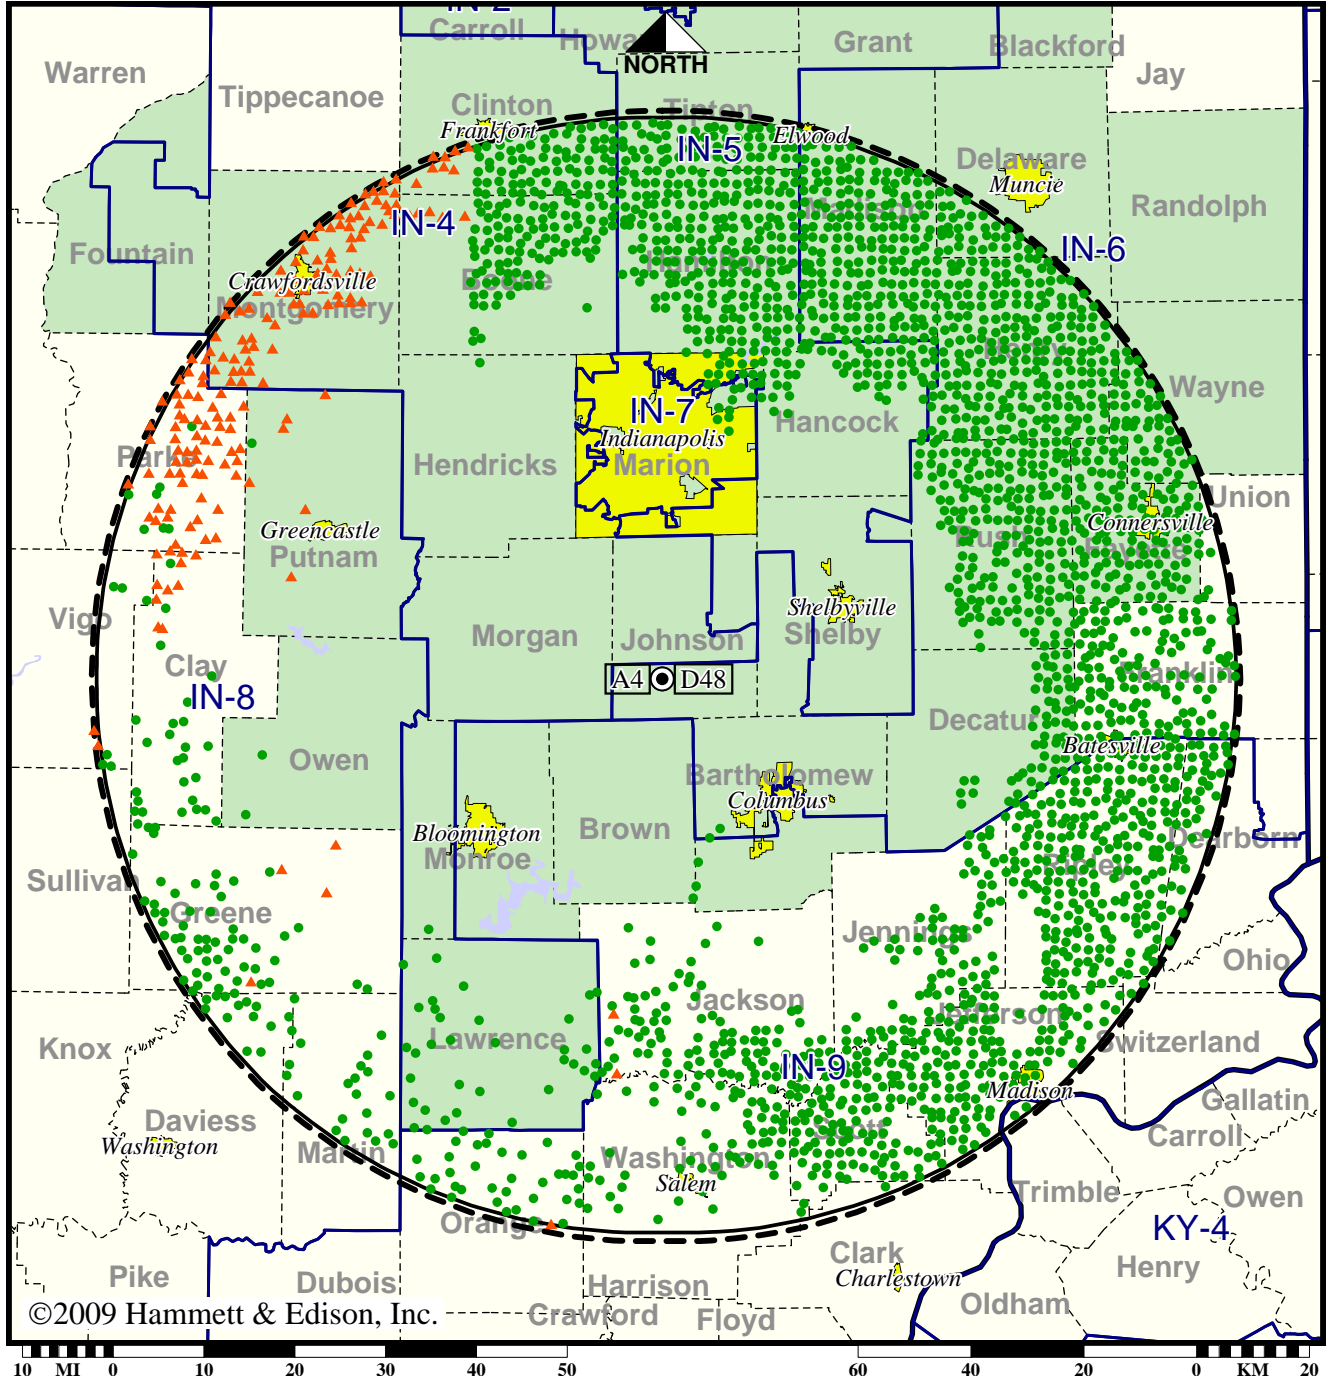 IN-2
Carroll
Howa
Grant
Blackford
Warren
NORTH
Jay
Tippecanoe
Clinton
Tipton
Frankfort
Elwood
IN-5
Delaware
Muncie
Madison
Randolph
IN-4
IN-6
Fountain
Hamilton
Crawfordsville
Boone
Montgomery
Henry
Wayne
IN-7
Hancock
Indianapolis
Parke
Hendricks
Marion
Union
Greencastle
Connersville
Putnam
Rush
Fayette
Shelbyville
Vigo
Morgan
Johnson
Shelby
Clay
Franklin
A4
D48
IN-8
Decatur
Batesville
Owen
Bartholomew
Columbus
Brown
Bloomington
Monroe
Dearborn
Ripley
Sullivan
Greene
Jennings
Ohio
Jackson
Jefferson
Lawrence
Switzerland
Knox
IN-9
Madison
Gallatin
Daviess
Scott
Carroll
Washington
Martin
Washington
Salem
Trimble
Owen
Orange
KY-4
Clark
Henry
Pike
Dubois
Harrison
Charlestown
Oldham
©2009 Hammett & Edison, Inc.
Crawford
Floyd
10 MI 0 10 20 30 40 50
60 40 20 0 KM 20